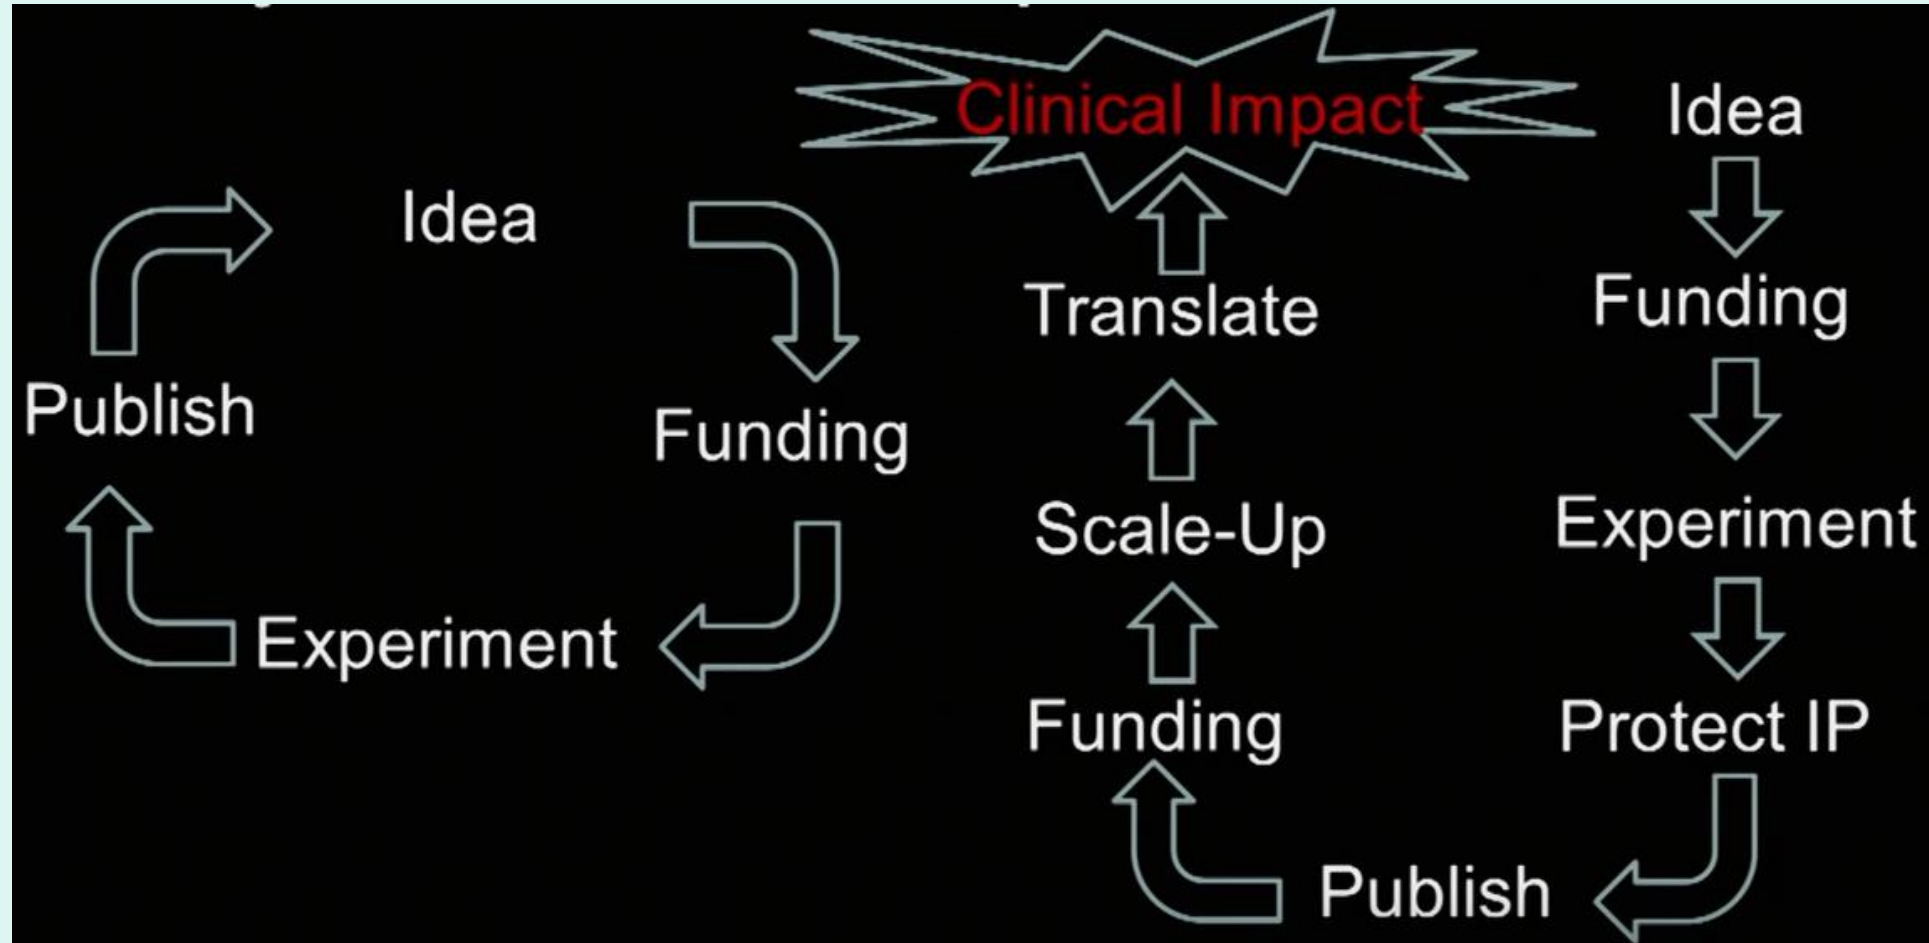 Idea
Funding
Experiment
Publish
Idea
Funding
Experiment
Protect IP
Publish
Funding
Scale-Up
Translate
Clinical Impact